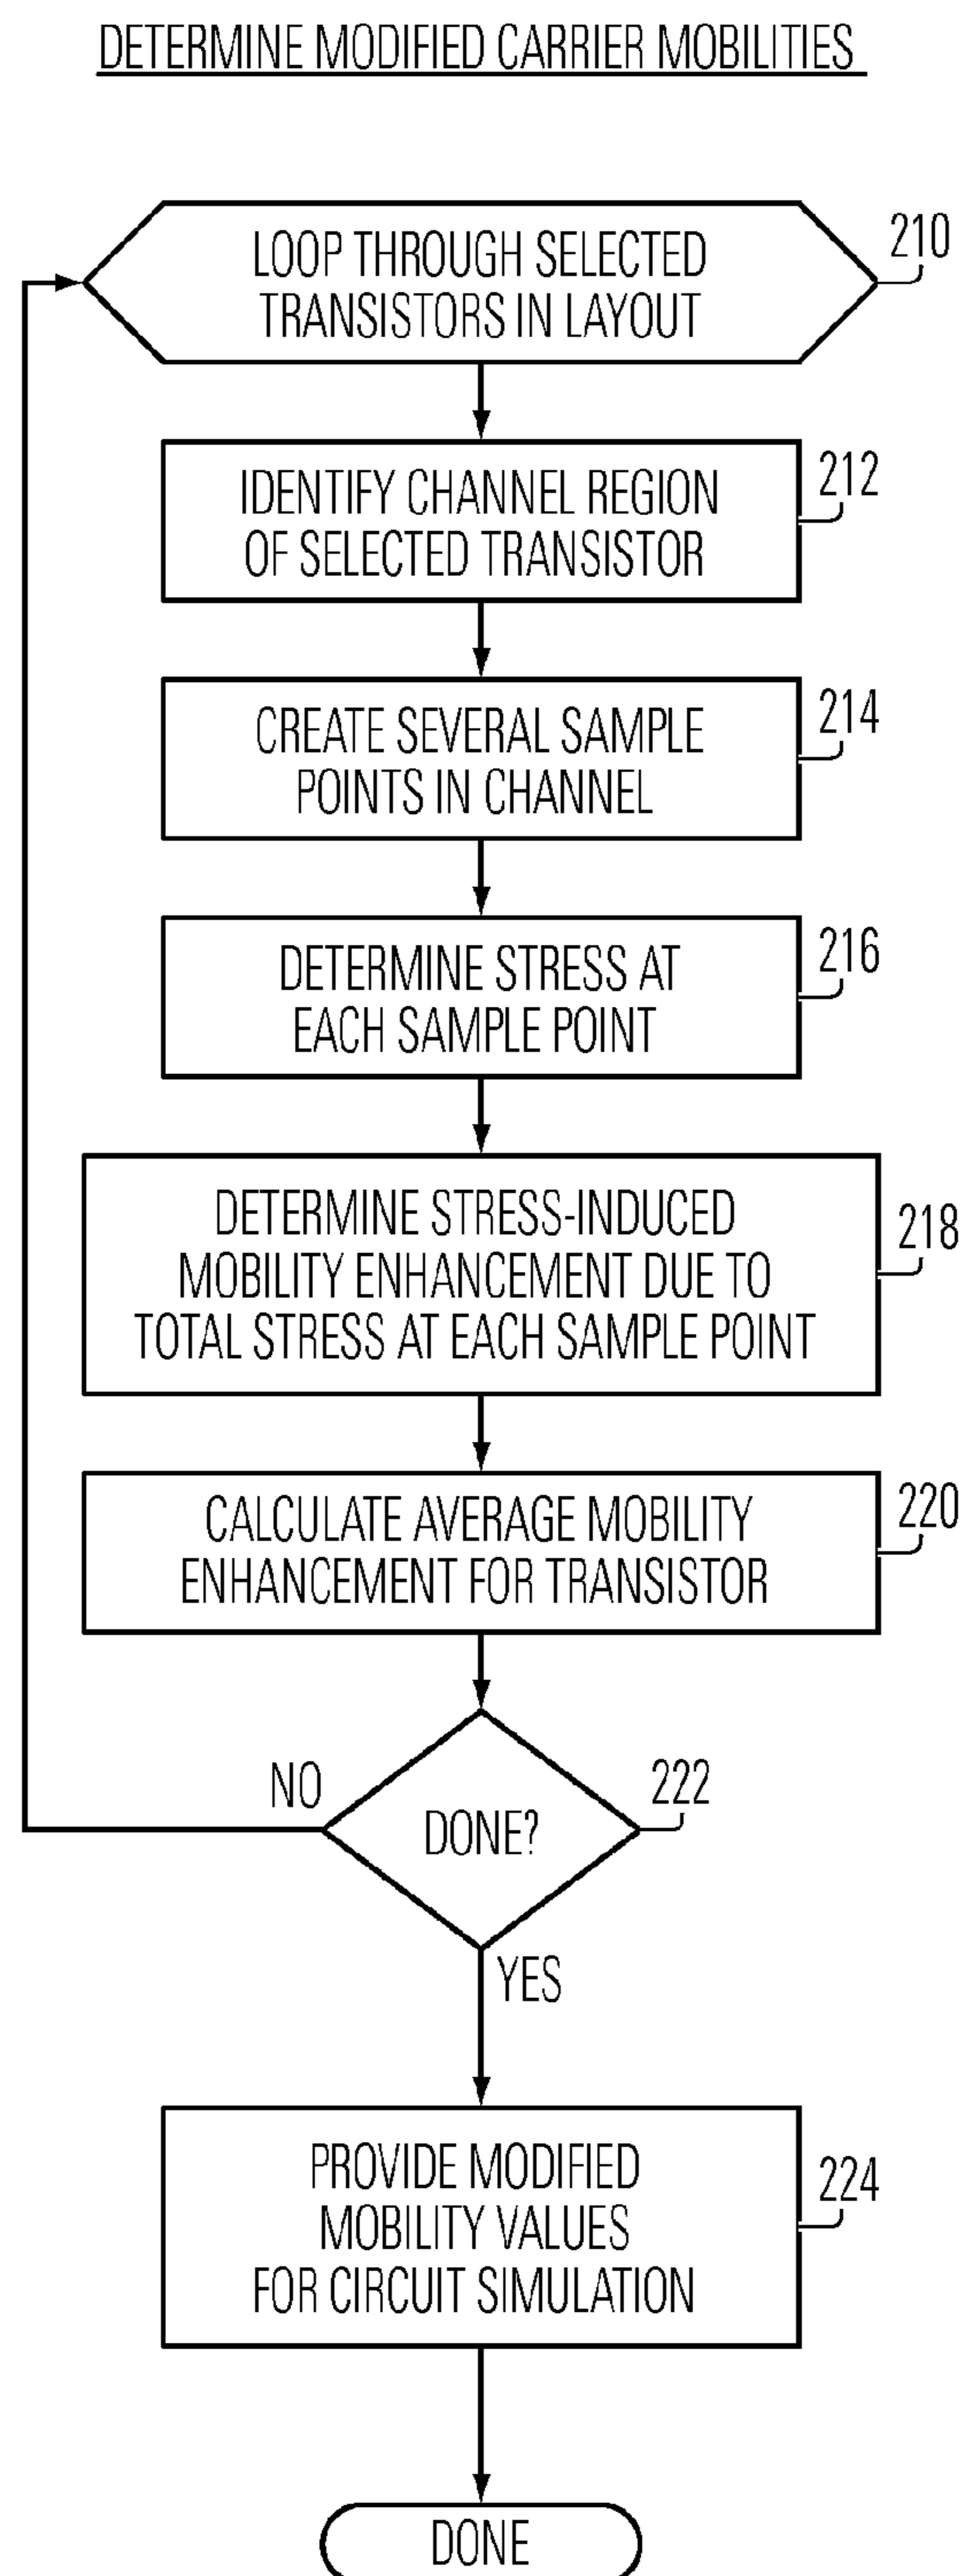 DETERMINE MODIFIED CARRIER MOBILITIES
LOOP THROUGH SELECTED
TRANSISTORS IN LAYOUT
210
IDENTIFY CHANNEL REGION
OF SELECTED TRANSISTOR
212
CREATE SEVERAL SAMPLE
POINTS IN CHANNEL
214
DETERMINE STRESS AT
EACH SAMPLE POINT
216
DETERMINE STRESS-INDUCED
MOBILITY ENHANCEMENT DUE TO
TOTAL STRESS AT EACH SAMPLE POINT
218
CALCULATE AVERAGE MOBILITY
ENHANCEMENT FOR TRANSISTOR
220
NO
DONE?
222
YES
PROVIDE MODIFIED
MOBILITY VALUES
FOR CIRCUIT SIMULATION
224
DONE